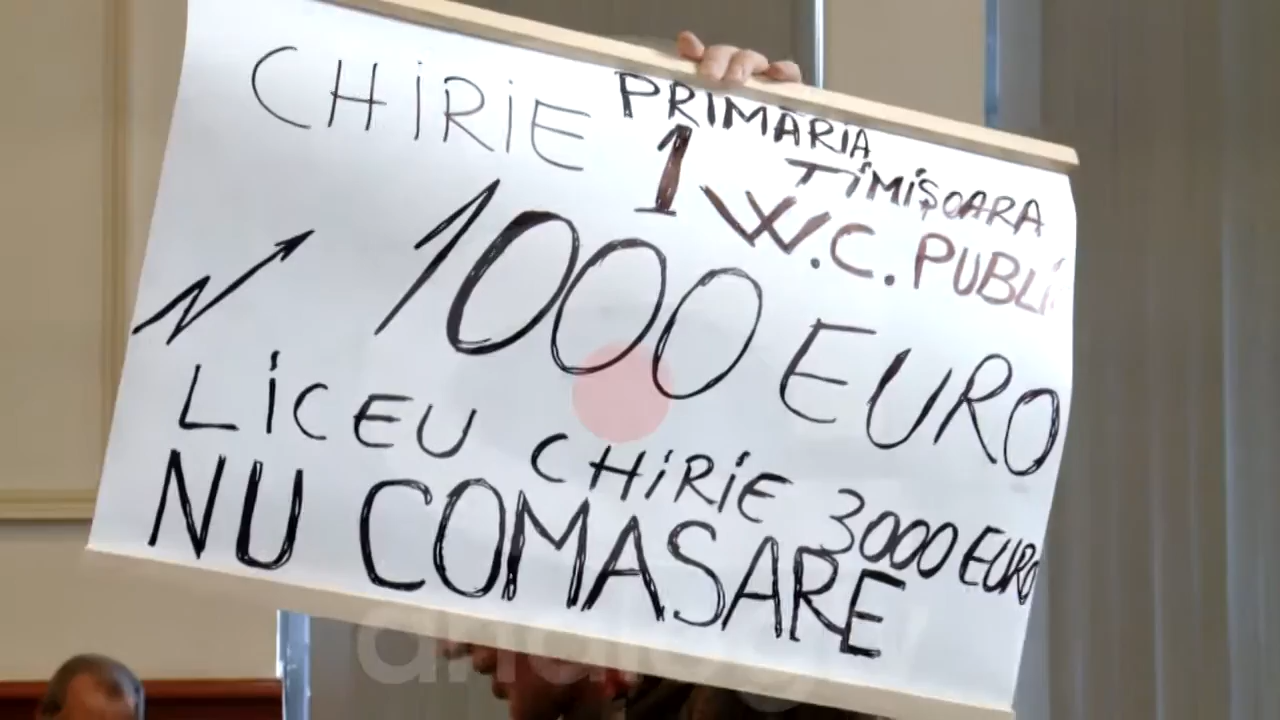 CHIRIE PRIMĂRIA
TIMIȘOARA
1 W.C. PUBLI
1000 EURO
LICEU CHIRIE 3000 EURO
NU COMASARE